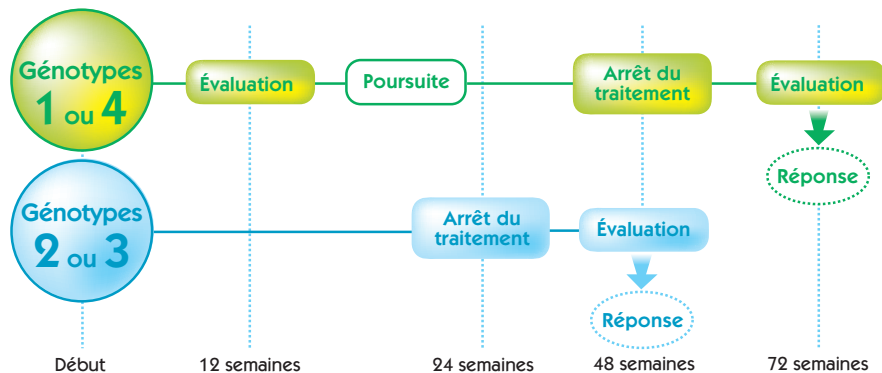 Génotypes
1 ou 4
Évaluation
Poursuite
Arrêt du
traitement
Évaluation
Réponse
Génotypes
2 ou 3
Arrêt du
traitement
Évaluation
Réponse
Début
12 semaines
24 semaines
48 semaines
72 semaines